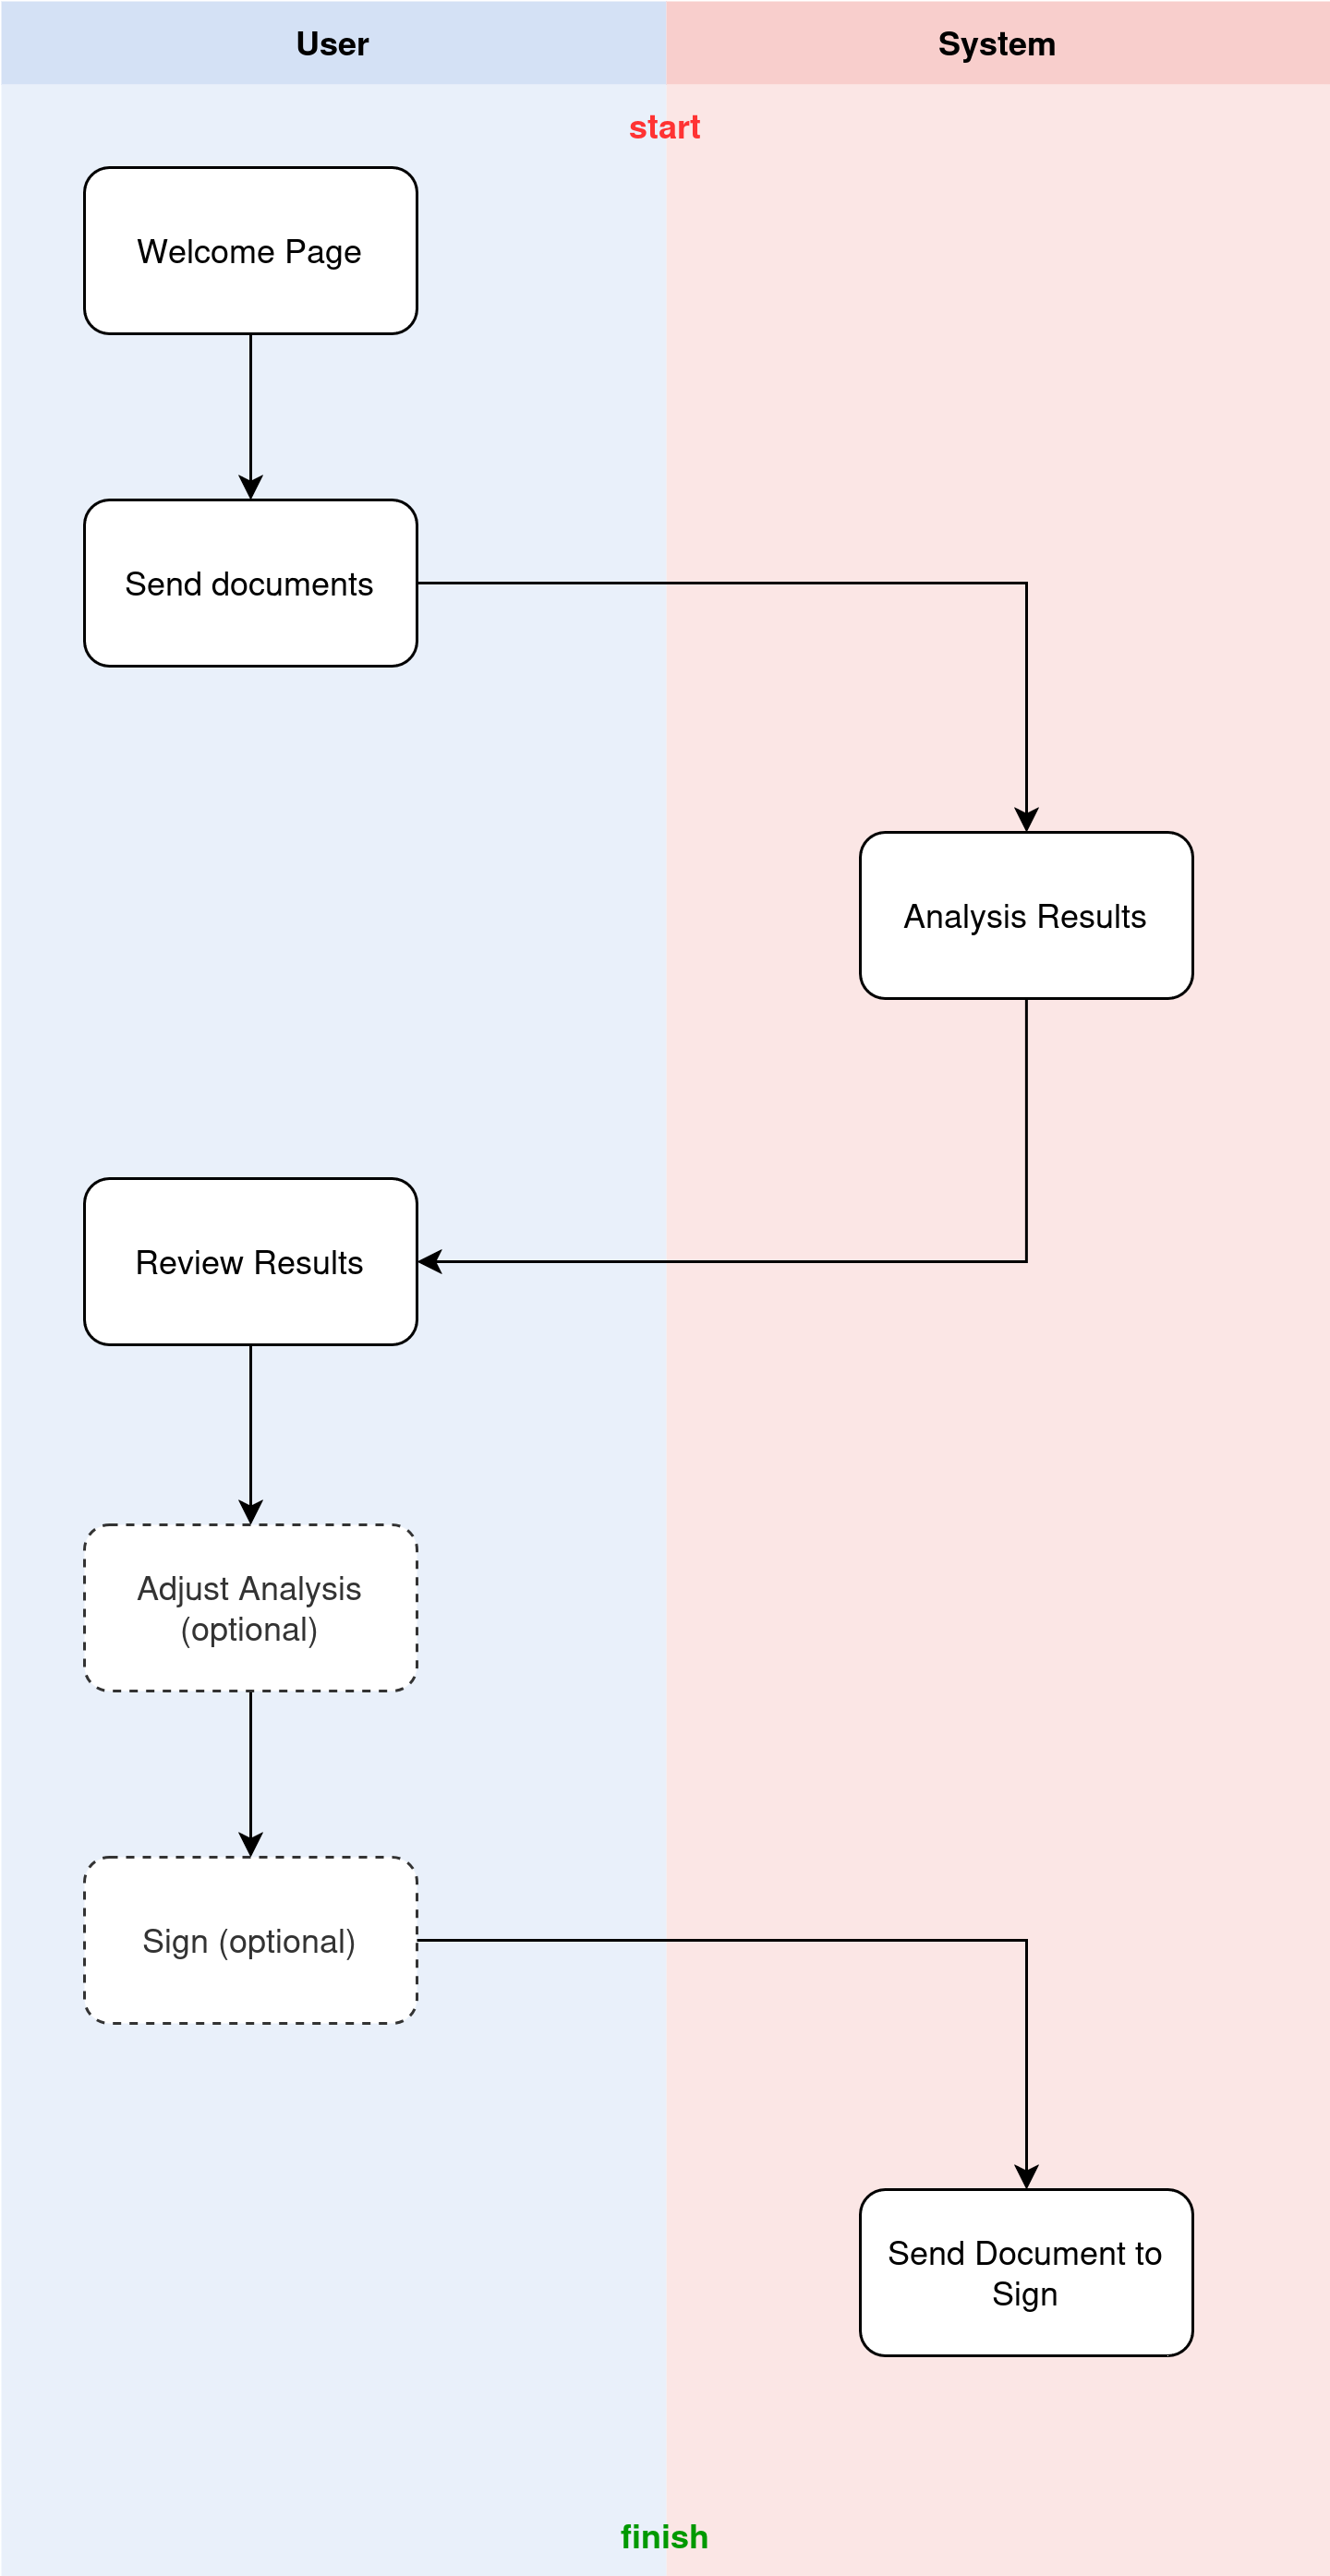 User
System
start
Welcome Page
Send documents
Analysis Results
Review Results
Adjust Analysis
(optional)
Sign (optional)
Send Document to
Sign
finish